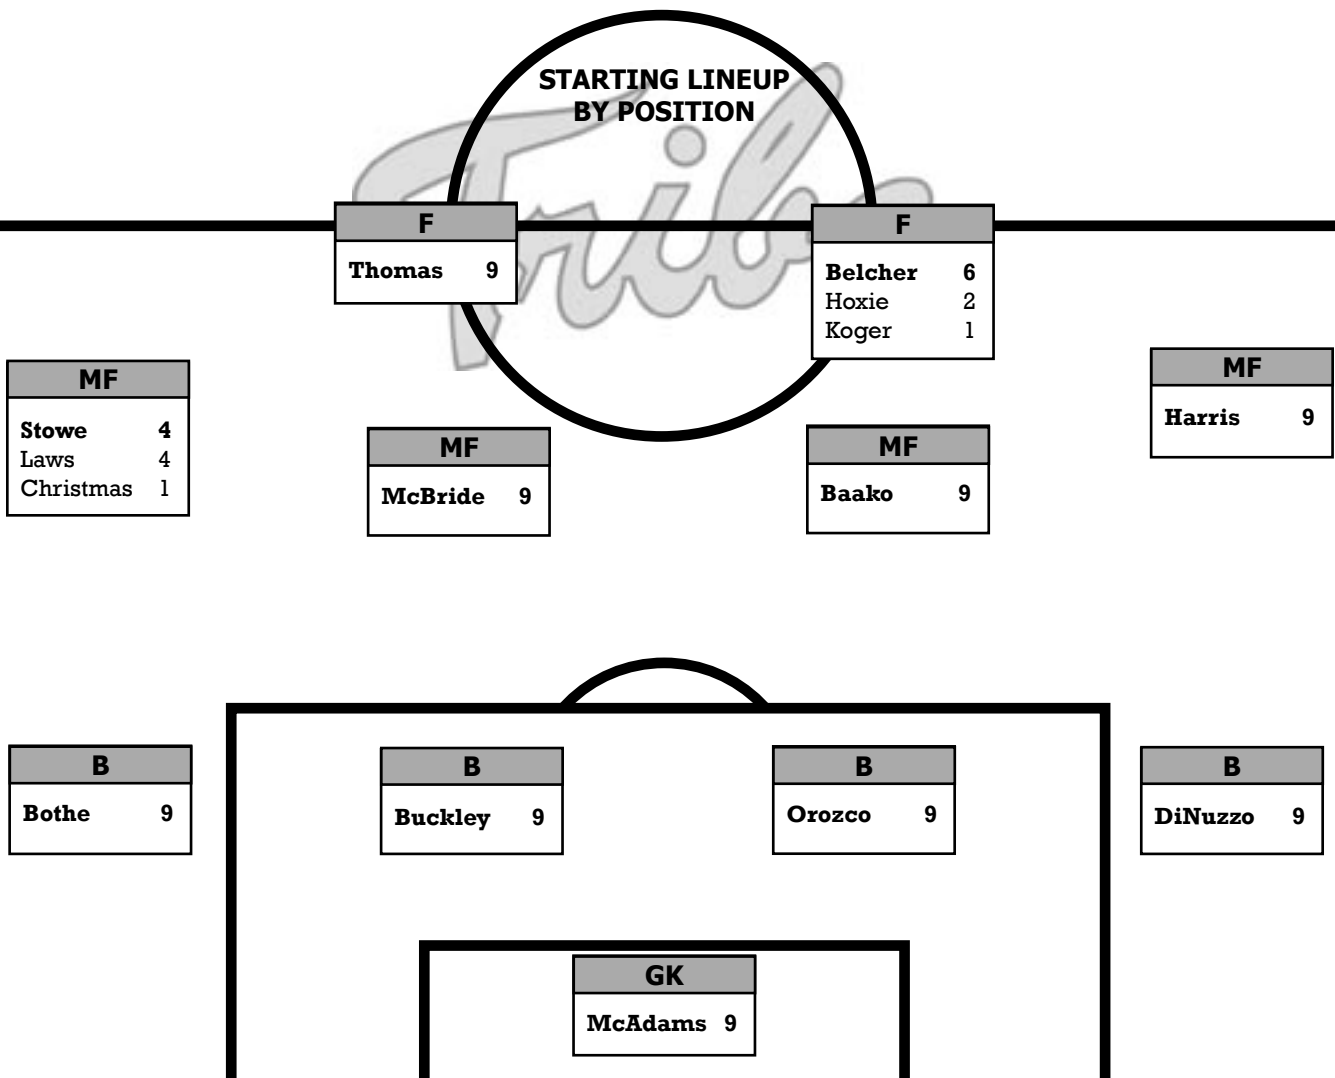 STARTING LINEUP
BY POSITION
Tribe
F
Thomas 9
F
Belcher 6
Hoxie 2
Koger 1
MF
Stowe 4
Laws 4
Christmas 1
MF
McBride 9
MF
Baako 9
MF
Harris 9
B
Bothe 9
B
Buckley 9
B
Orozco 9
B
DiNuzzo 9
GK
McAdams 9